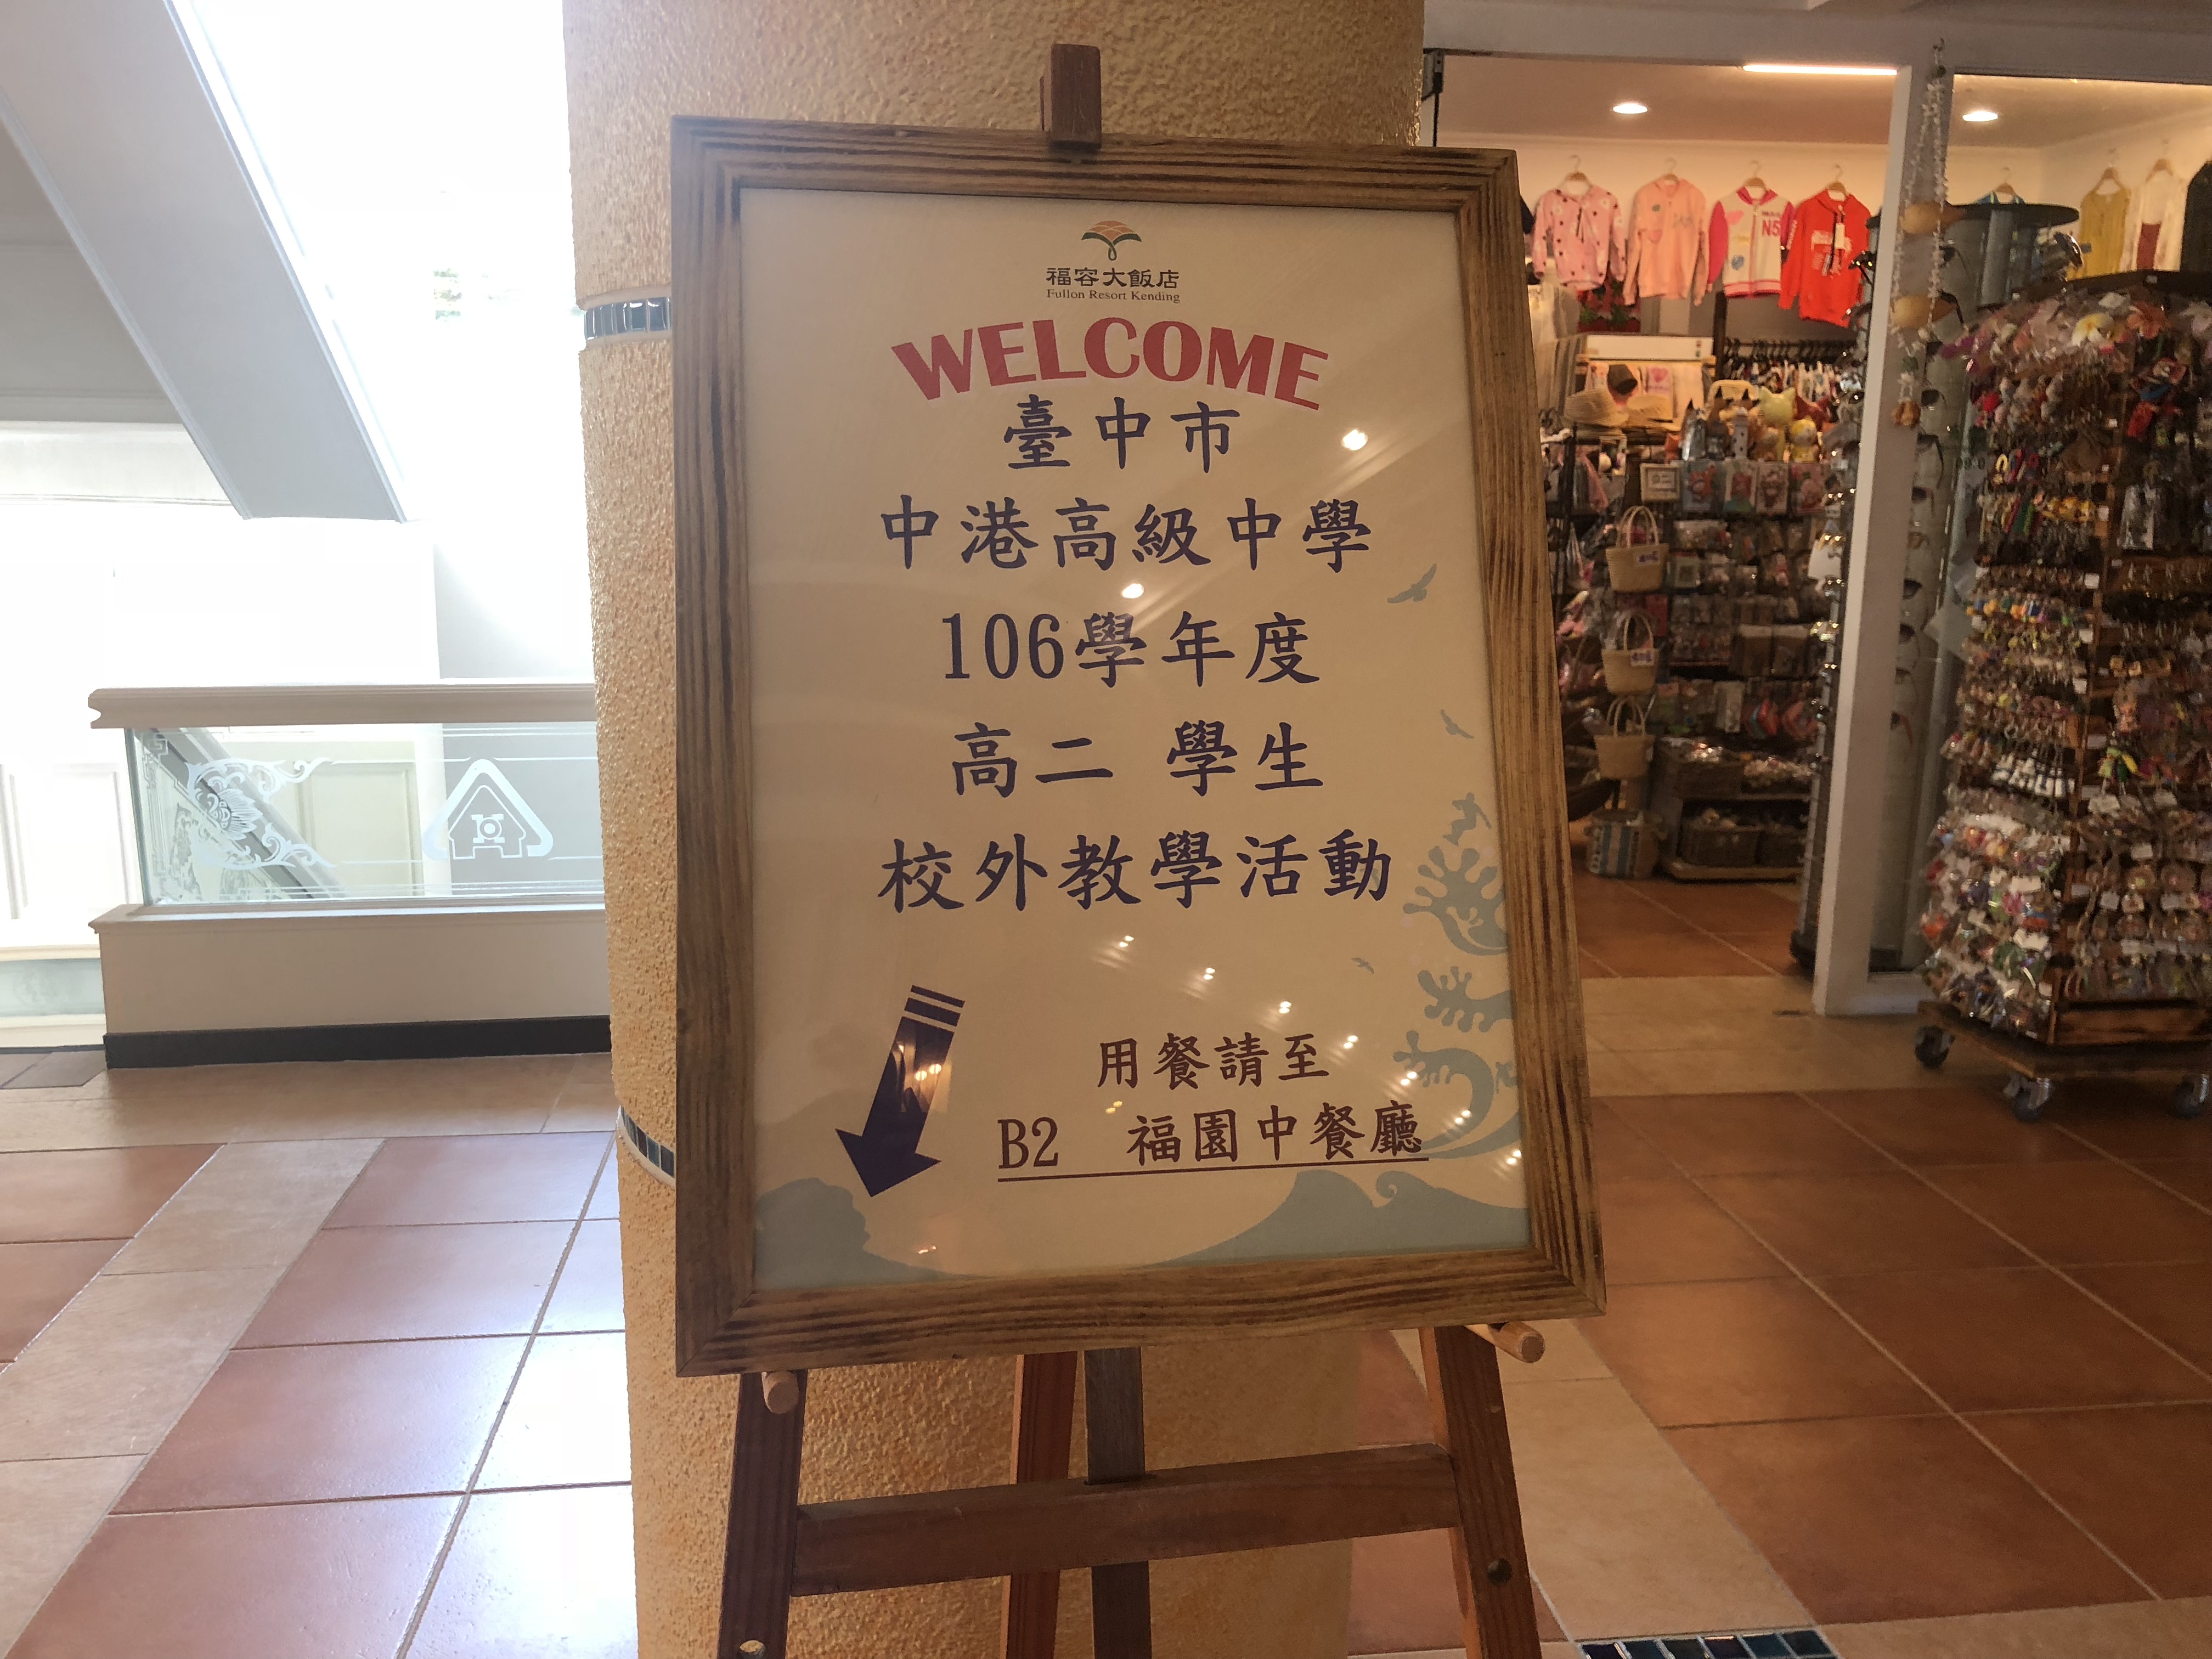 福容大飯店
Fullon Resort Kending
WELCOME
臺中市
中港高級中學
106學年度
高二 學生
校外教學活動
用餐請至
B2 福園中餐廳